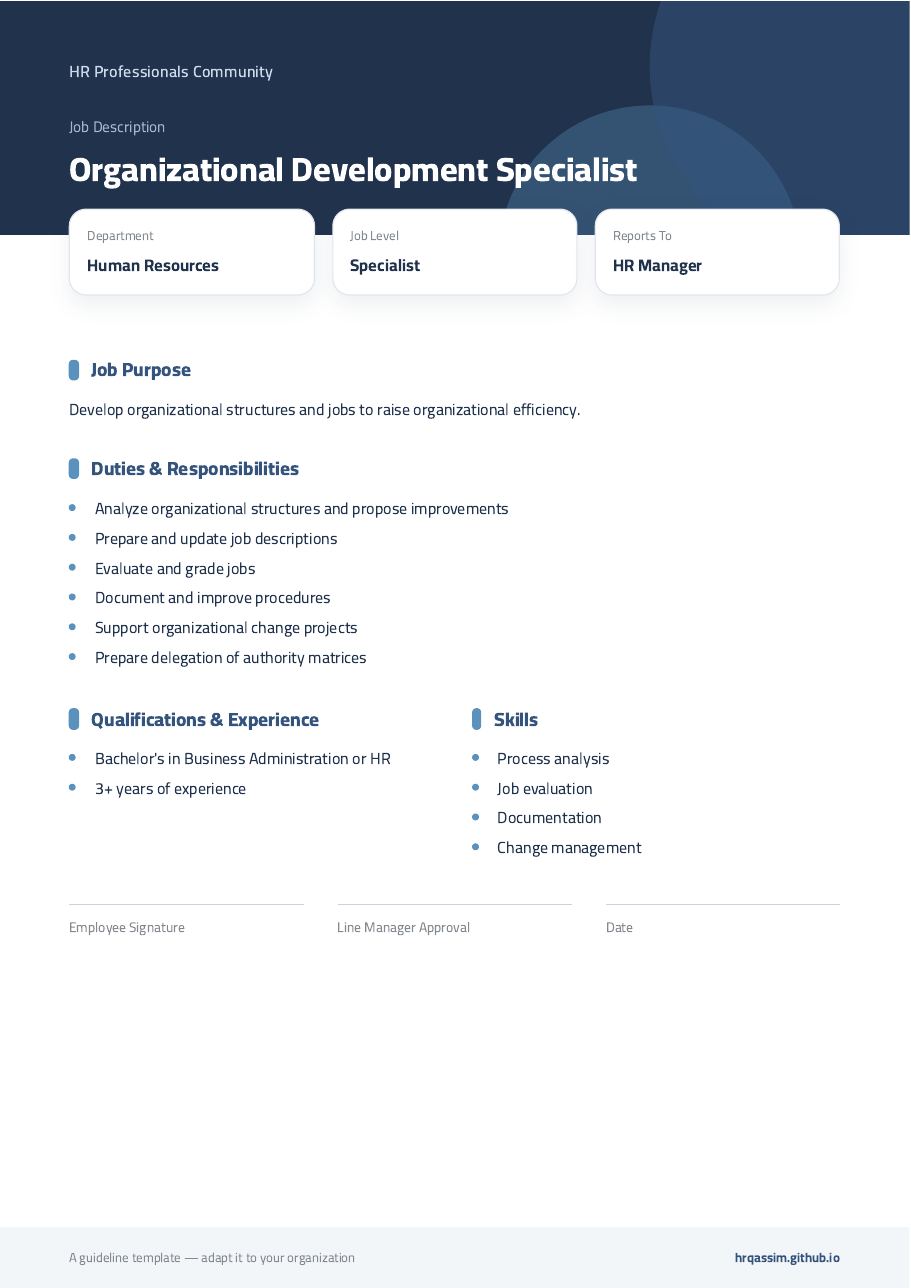 HR Professionals Community
Job Description
Organizational Development Specialist
Department
Human Resources
Job Level
Specialist
Reports To
HR Manager
Job Purpose
Develop organizational structures and jobs to raise organizational efficiency.
Duties & Responsibilities
Analyze organizational structures and propose improvements
Prepare and update job descriptions
Evaluate and grade jobs
Document and improve procedures
Support organizational change projects
Prepare delegation of authority matrices
Qualifications & Experience
Bachelor's in Business Administration or HR
3+ years of experience
Skills
Process analysis
Job evaluation
Documentation
Change management
Employee Signature
Line Manager Approval
Date
A guideline template — adapt it to your organization
hrqassim.github.io